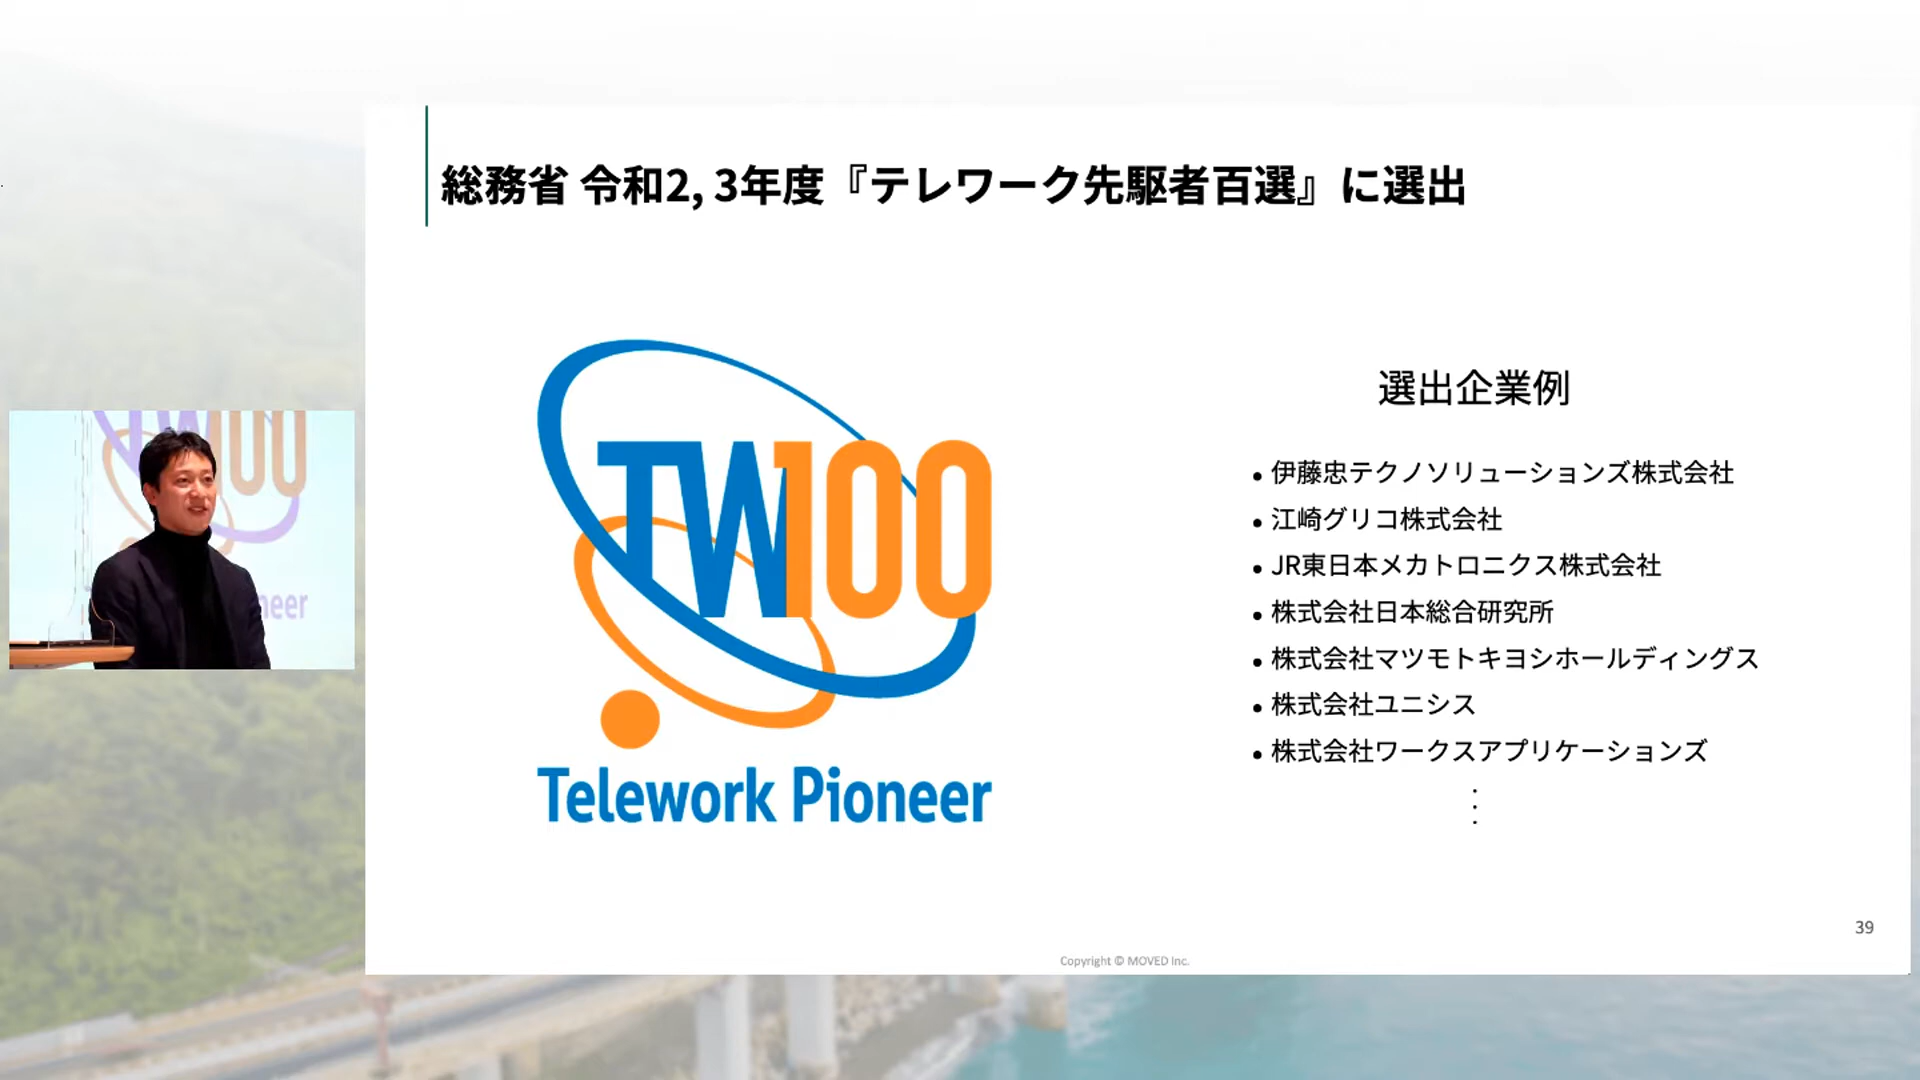 総務省 令和2, 3年度『テレワーク先駆者百選』に選出
TW100
Telework Pioneer
選出企業例
• 伊藤忠テクノソリューションズ株式会社
• 江崎グリコ株式会社
• JR東日本メカトロニクス株式会社
• 株式会社日本総合研究所
• 株式会社マツモトキヨシホールディングス
• 株式会社ユニシス
• 株式会社ワークスアプリケーションズ
⋮
TW100
neer
39
Copyright © MOVED Inc.